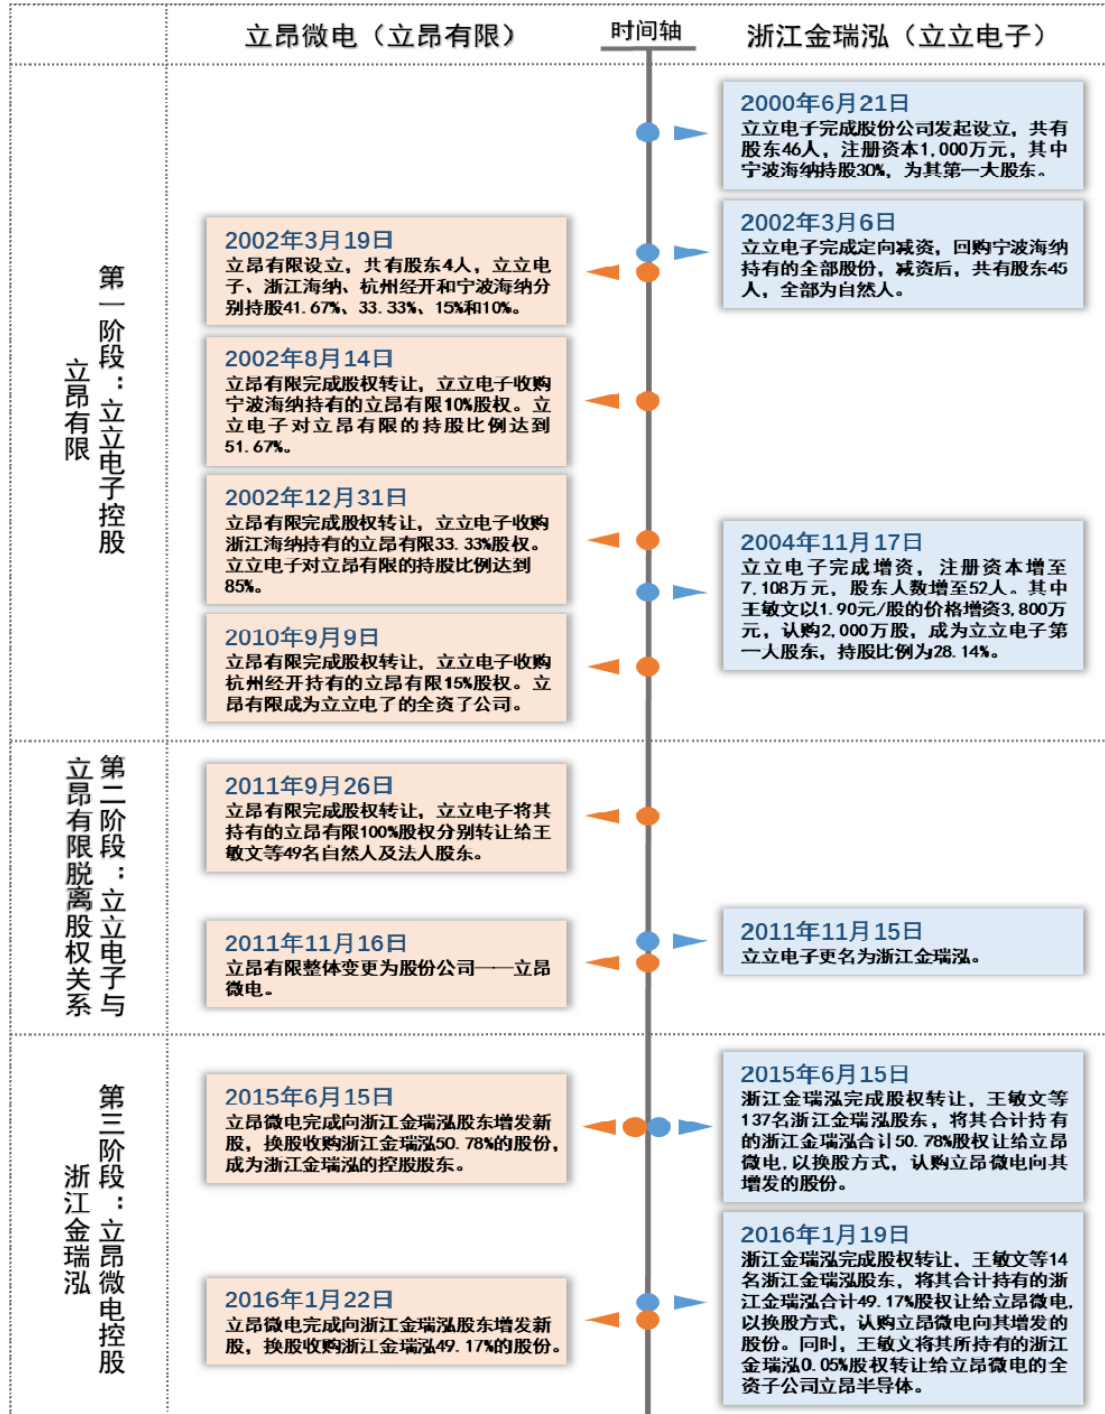 立昂微电（立昂有限）
时间轴
浙江金瑞泓（立立电子）
第一阶段：立立电子控股
立昂有限
2000年6月21日
立立电子完成股份公司发起设立，共有
股东46人，注册资本1,000万元，其中
宁波海纳持股30%，为其第一大股东。
2002年3月6日
立立电子完成定向减资，回购宁波海纳
持有的全部股份，减资后，共有股东45
人，全部为自然人。
2002年3月19日
立昂有限设立，共有股东4人，立立电
子、浙江海纳、杭州经开和宁波海纳分
别持股41.67%、33.33%、15%和10%。
2002年8月14日
立昂有限完成股权转让，立立电子收购
宁波海纳持有的立昂有限10%股权。立
立电子对立昂有限的持股比例达到
51.67%。
2002年12月31日
立昂有限完成股权转让，立立电子收购
浙江海纳持有的立昂有限33.33%股权。
立立电子对立昂有限的持股比例达到
85%。
2004年11月17日
立立电子完成增资，注册资本增至
7,108万元，股东人数增至52人。其中
王敏文以1.90元/股的价格增资3,800万
元，认购2,000万股，成为立立电子第
一大股东，持股比例为28.14%。
2010年9月9日
立昂有限完成股权转让，立立电子收购
杭州经开持有的立昂有限15%股权。立
昂有限成为立立电子的全资子公司。
第二阶段：立立电子与
立昂有限脱离股权关系
2011年9月26日
立昂有限完成股权转让，立立电子将其
持有的立昂有限100%股权分别转让给王
敏文等49名自然人及法人股东。
2011年11月15日
立立电子更名为浙江金瑞泓。
2011年11月16日
立昂有限整体变更为股份公司——立昂
微电。
第三阶段：立昂微电控股
浙江金瑞泓
2015年6月15日
立昂微电完成向浙江金瑞泓股东增发新
股，换股收购浙江金瑞泓50.78%的股份，
成为浙江金瑞泓的控股股东。
2015年6月15日
浙江金瑞泓完成股权转让，王敏文等
137名浙江金瑞泓股东，将其合计持有
的浙江金瑞泓合计50.78%股权让给立昂
微电,以换股方式，认购立昂微电向其
增发的股份。
2016年1月19日
浙江金瑞泓完成股权转让，王敏文等14
名浙江金瑞泓股东，将其合计持有的浙
江金瑞泓合计49.17%股权让给立昂微电,
以换股方式，认购立昂微电向其增发的
股份。同时，王敏文将其所持有的浙江
金瑞泓0.05%股权转让给立昂微电的全
资子公司立昂半导体。
2016年1月22日
立昂微电完成向浙江金瑞泓股东增发新
股，换股收购浙江金瑞泓49.17%的股份。